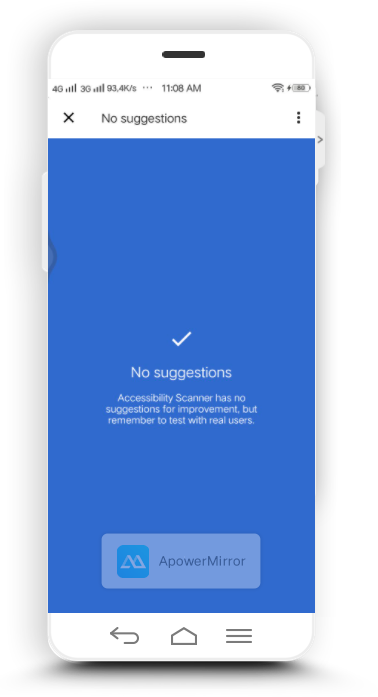 4G 3G 93.4K/s ... 11:08 AM 80
No suggestions
No suggestions
Accessibility Scanner has no
suggestions for improvement, but
remember to test with real users.
ApowerMirror